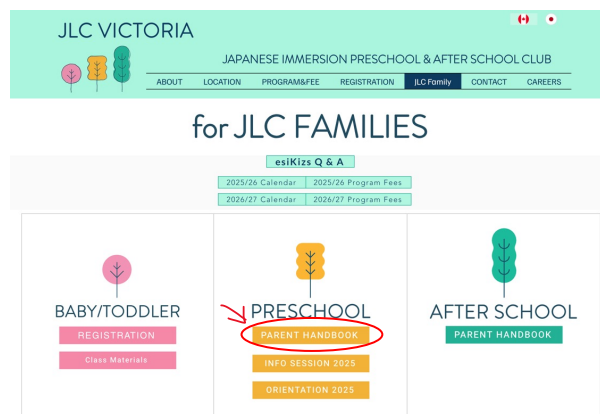 JLC VICTORIA
JAPANESE IMMERSION PRESCHOOL & AFTER SCHOOL CLUB
ABOUT LOCATION PROGRAM&FEE REGISTRATION JLC Family CONTACT CAREERS
for JLC FAMILIES
esiKizs Q & A
2025/26 Calendar 2025/26 Program Fees
2026/27 Calendar 2026/27 Program Fees
BABY/TODDLER
REGISTRATION
Class Materials
PRESCHOOL
PARENT HANDBOOK
INFO SESSION 2025
ORIENTATION 2025
AFTER SCHOOL
PARENT HANDBOOK